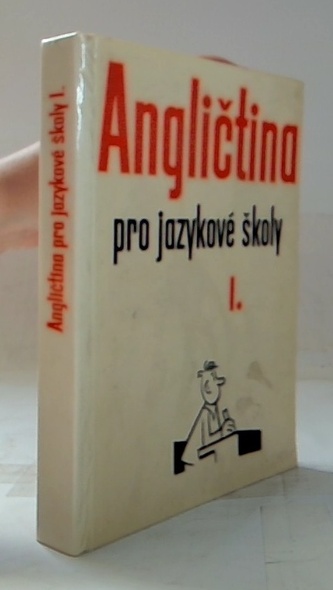 Angličtina pro jazykové školy I.
Angličtina
pro jazykové školy
I.